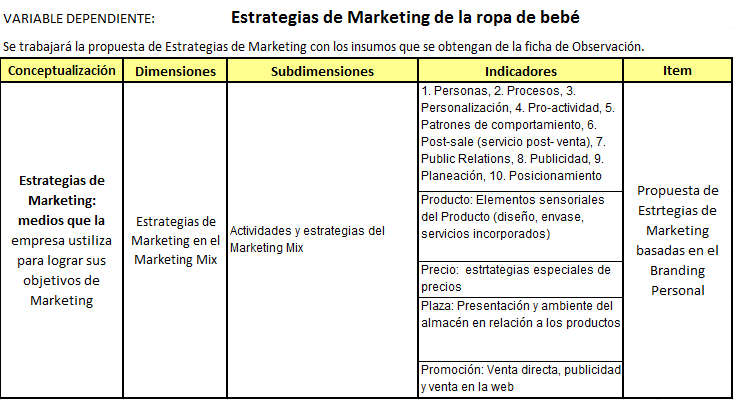 VARIABLE DEPENDIENTE: Estrategias de Marketing de la ropa de bebé
Se trabajará la propuesta de Estrategias de Marketing con los insumos que se obtengan de la ficha de Observación.
Conceptualización Dimensiones Subdimensiones Indicadores Item
Estrategias de
Marketing:
medios que la
empresa ustiliza
para lograr sus
objetivos de
Marketing
Estrategias de
Marketing en el
Marketing Mix
Actividades y estrategias del
Marketing Mix
1. Personas, 2. Procesos, 3.
Personalización, 4. Pro-actividad, 5.
Patrones de comportamiento, 6.
Post-sale (servicio post- venta), 7.
Public Relations, 8. Publicidad, 9.
Planeación, 10. Posicionamiento
Producto: Elementos sensoriales
del Producto (diseño, envase,
servicios incorporados)
Precio: estrtategias especiales de
precios
Plaza: Presentación y ambiente del
almacén en relación a los productos
Promoción: Venta directa, publicidad
y venta en la web
Propuesta de
Estrtegias de
Marketing
basadas en el
Branding
Personal